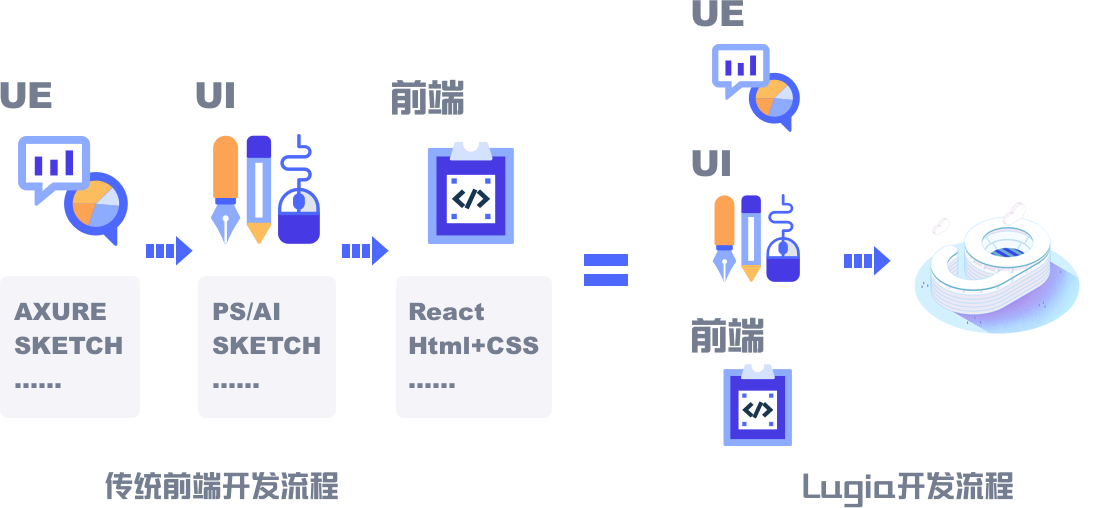 UE
UI
前端
AXURE
SKETCH
......
PS/AI
SKETCH
......
React
Html+CSS
......
传统前端开发流程
UE
UI
前端
Lugia开发流程